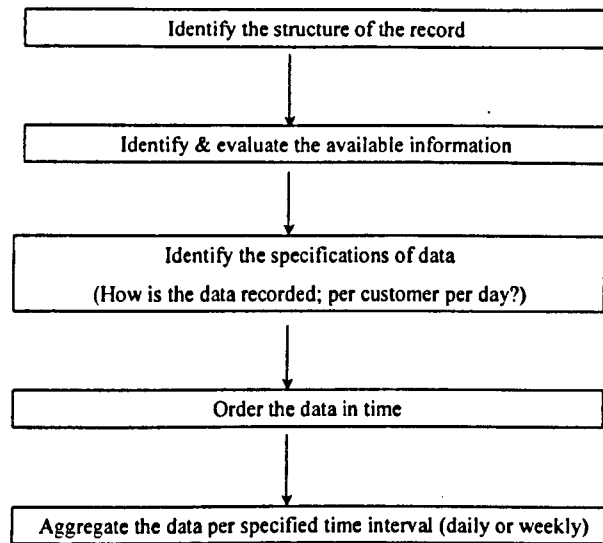 Identify the structure of the record
Identify & evaluate the available information
Identify the specifications of data
(How is the data recorded; per customer per day?)
Order the data in time
Aggregate the data per specified time interval (daily or weekly)